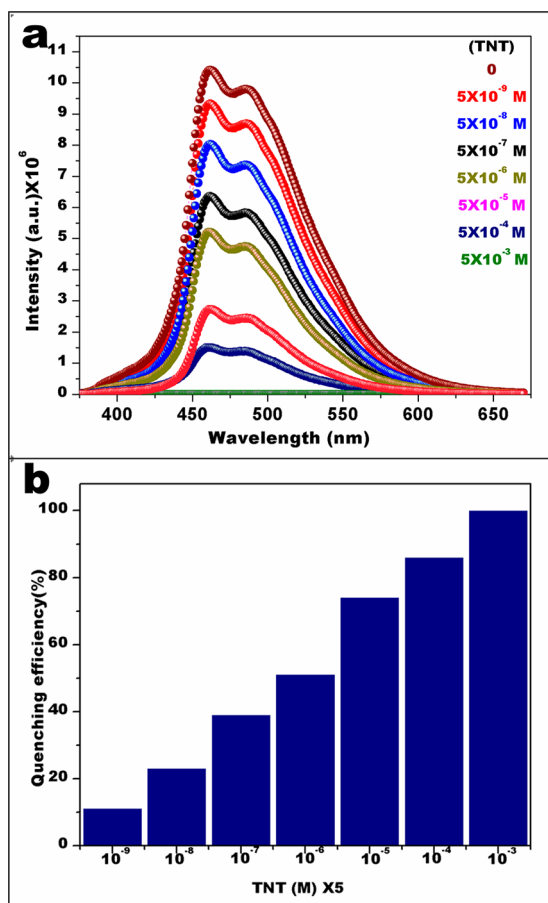 a
(TNT)
0
5X10⁻⁹ M
5X10⁻⁸ M
5X10⁻⁷ M
5X10⁻⁶ M
5X10⁻⁵ M
5X10⁻⁴ M
5X10⁻³ M
Intensity (a.u.)X10⁶
11
10
9
8
7
6
5
4
3
2
1
0
400 450 500 550 600 650
Wavelength (nm)
b
Quenching efficiency(%)
100
80
60
40
20
0
10⁻⁹ 10⁻⁸ 10⁻⁷ 10⁻⁶ 10⁻⁵ 10⁻⁴ 10⁻³
TNT (M) X5